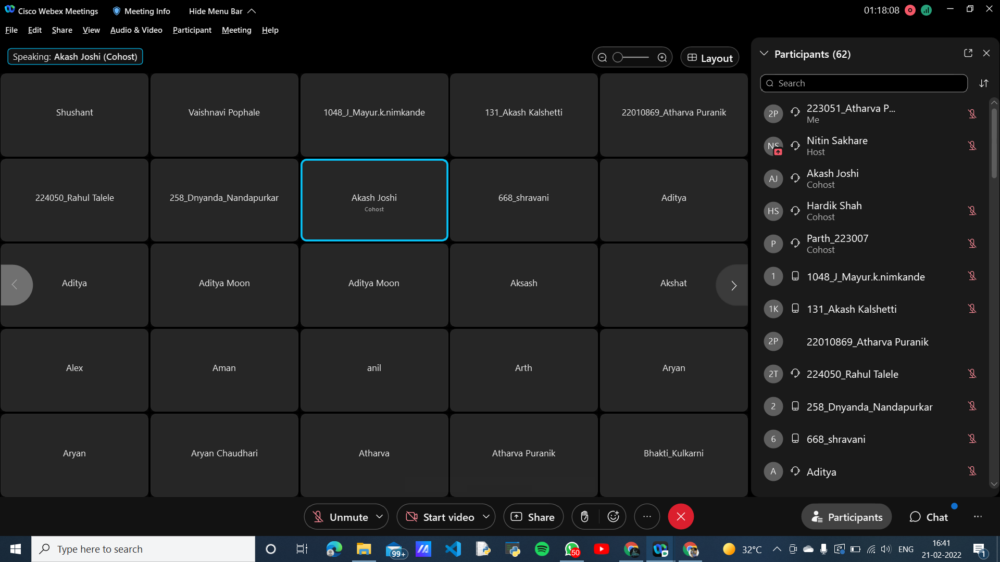 Cisco Webex Meetings
Meeting Info
Hide Menu Bar
01:18:08
File Edit Share View Audio & Video Participant Meeting Help
Speaking: Akash Joshi (Cohost)
Layout
Shushant
Vaishnavi Pophale
1048_J_Mayur.k.nimkande
131_Akash Kalshetti
22010869_Atharva Puranik
224050_Rahul Talele
258_Dnyanda_Nandapurkar
Akash Joshi
Cohost
668_shravani
Aditya
Aditya
Aditya Moon
Aditya Moon
Aksash
Akshat
Alex
Aman
anil
Arth
Aryan
Aryan
Aryan Chaudhari
Atharva
Atharva Puranik
Bhakti_Kulkarni
Participants (62)
Search
2P
223051_Atharva P...
Me
NS
Nitin Sakhare
Host
AJ
Akash Joshi
Cohost
HS
Hardik Shah
Cohost
P
Parth_223007
Cohost
1
1048_J_Mayur.k.nimkande
1K
131_Akash Kalshetti
2P
22010869_Atharva Puranik
2T
224050_Rahul Talele
2
258_Dnyanda_Nandapurkar
6
668_shravani
A
Aditya
Unmute
Start video
Share
Participants
Chat
Type here to search
99+
50
32°C
ENG
16:41
21-02-2022
1